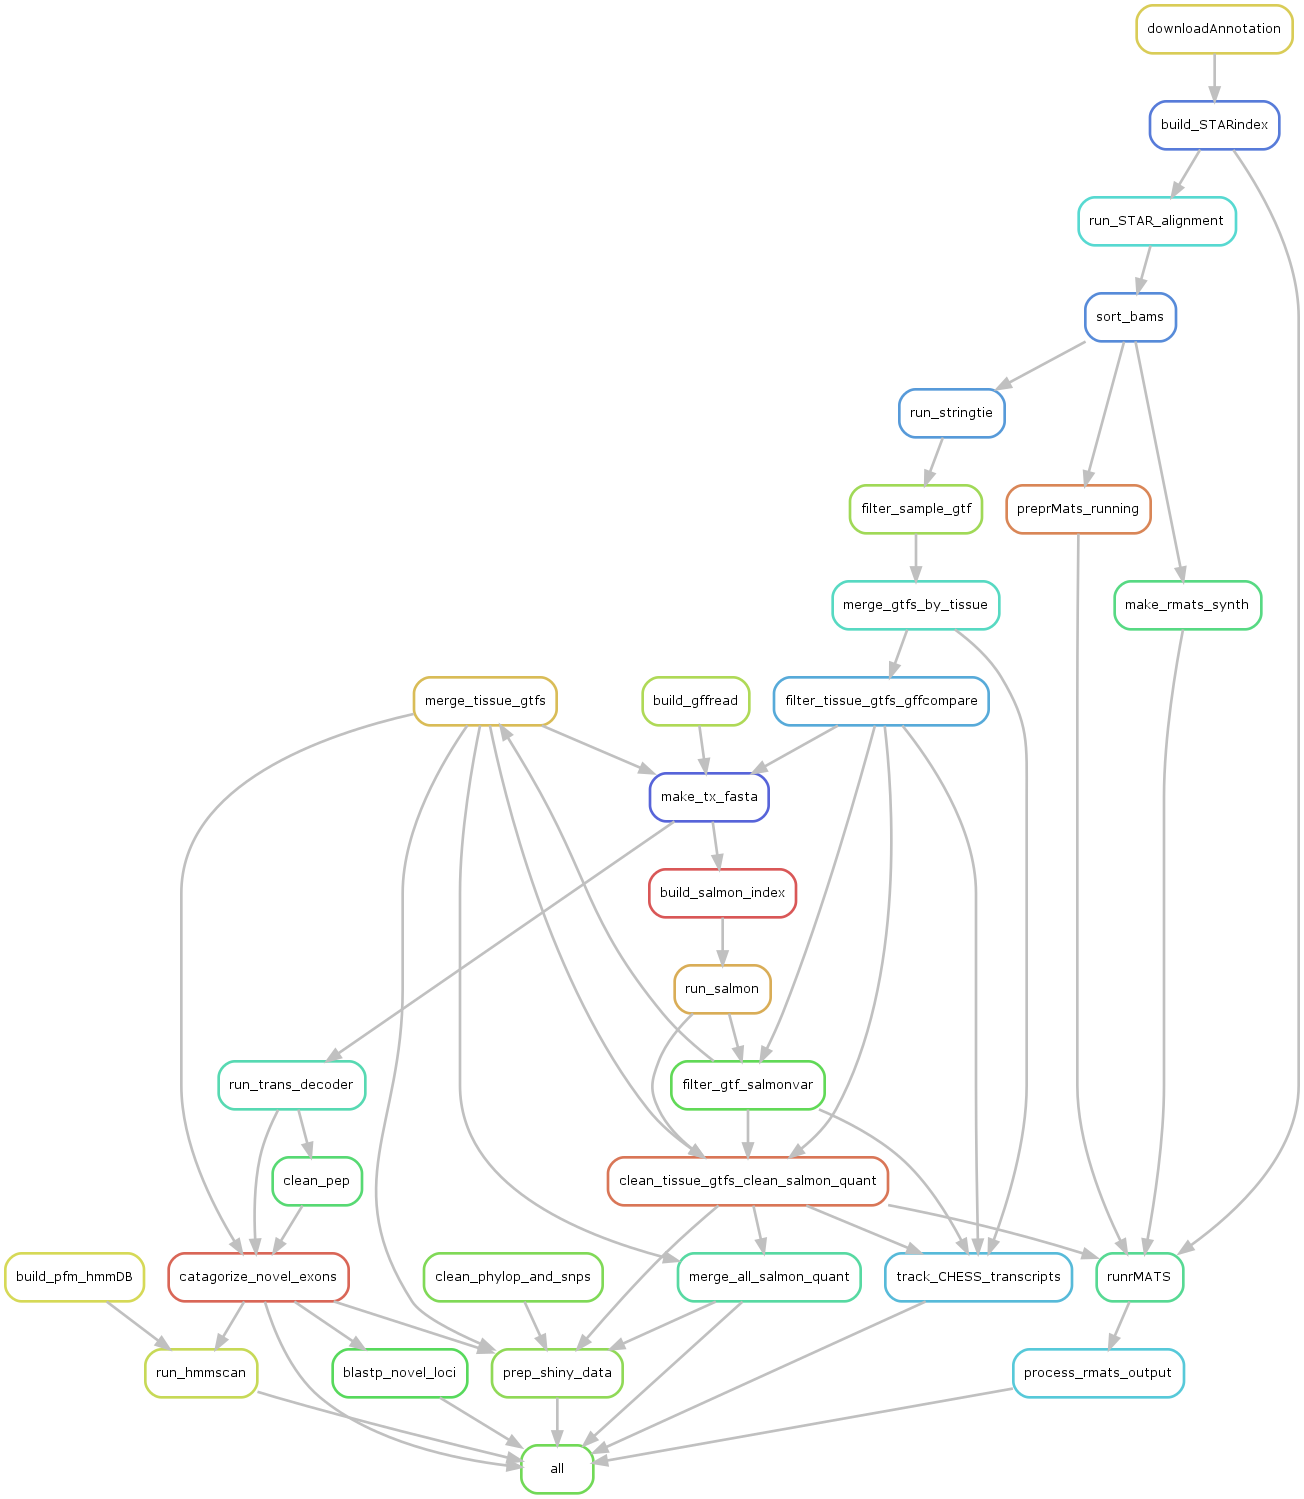 downloadAnnotation
build_STARindex
run_STAR_alignment
sort_bams
run_stringtie
filter_sample_gtf
preprMats_running
merge_gtfs_by_tissue
make_rmats_synth
merge_tissue_gtfs
build_gffread
filter_tissue_gtfs_gffcompare
make_tx_fasta
build_salmon_index
run_salmon
run_trans_decoder
filter_gtf_salmonvar
clean_pep
clean_tissue_gtfs_clean_salmon_quant
build_pfm_hmmDB
catagorize_novel_exons
clean_phylop_and_snps
merge_all_salmon_quant
track_CHESS_transcripts
runrMATS
run_hmmscan
blastp_novel_loci
prep_shiny_data
process_rmats_output
all